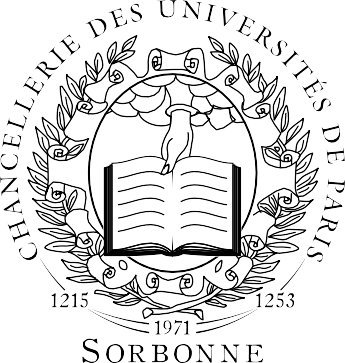 CHANCELLERIE DES UNIVERSITÉS DE PARIS
1215
1253
1971
SORBONNE